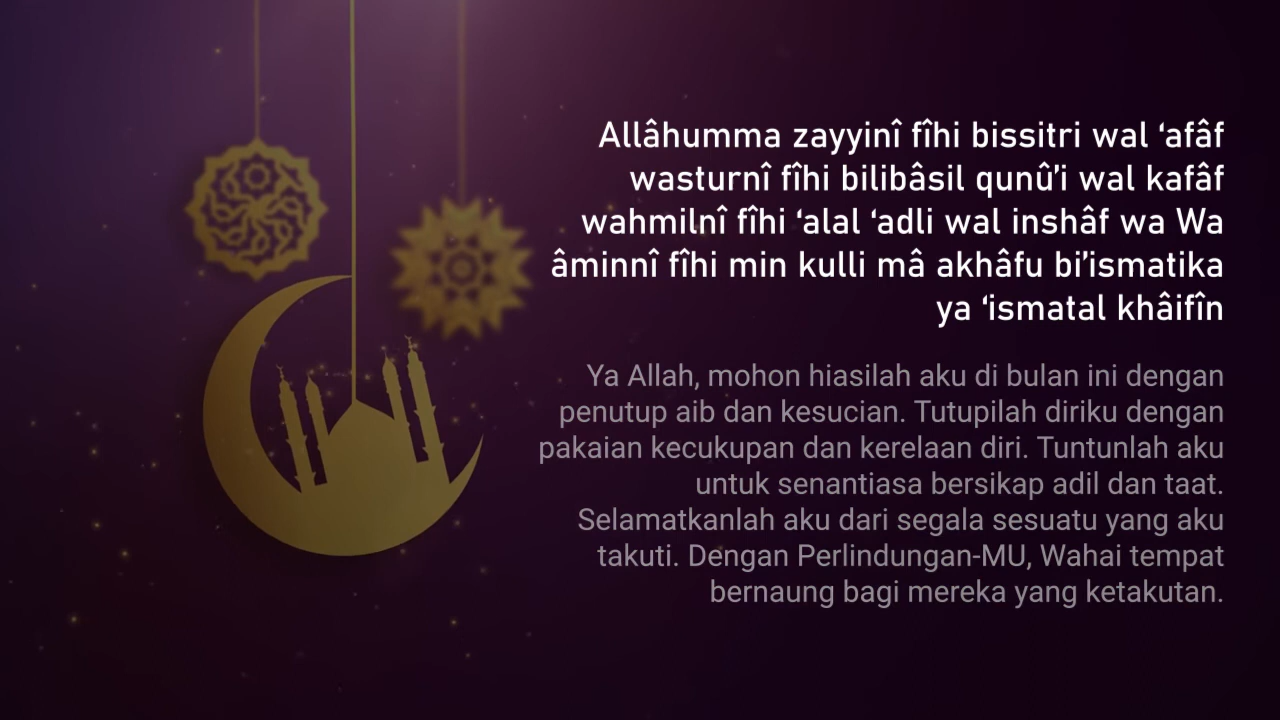 Allâhumma zayyinî fîhi bissitri wal ‘afâf
wasturnî fîhi bilibâsil qunû’i wal kafâf
wahmilnî fîhi ‘alal ‘adli wal inshâf wa Wa
âminnî fîhi min kulli mâ akhâfu bi’ismatika
ya ‘ismatal khâifîn
Ya Allah, mohon hiasilah aku di bulan ini dengan
penutup aib dan kesucian. Tutupilah diriku dengan
pakaian kecukupan dan kerelaan diri. Tuntunlah aku
untuk senantiasa bersikap adil dan taat.
Selamatkanlah aku dari segala sesuatu yang aku
takuti. Dengan Perlindungan-MU, Wahai tempat
bernaung bagi mereka yang ketakutan.